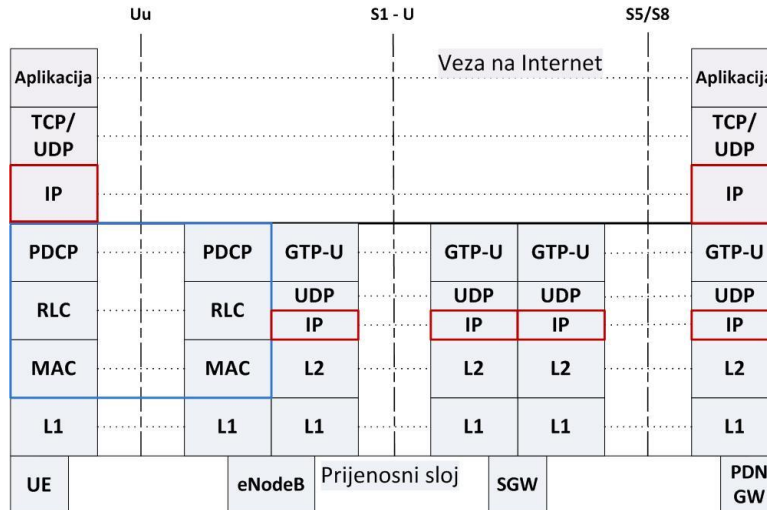 Uu S1 - U S5/S8
Aplikacija Veza na Internet Aplikacija
TCP/ TCP/
UDP UDP
IP IP
PDCP PDCP GTP-U GTP-U GTP-U GTP-U
RLC RLC UDP UDP UDP UDP
IP IP IP IP
MAC MAC L2 L2 L2 L2
L1 L1 L1 L1 L1 L1
UE eNodeB Prijenosni sloj SGW PDN
GW